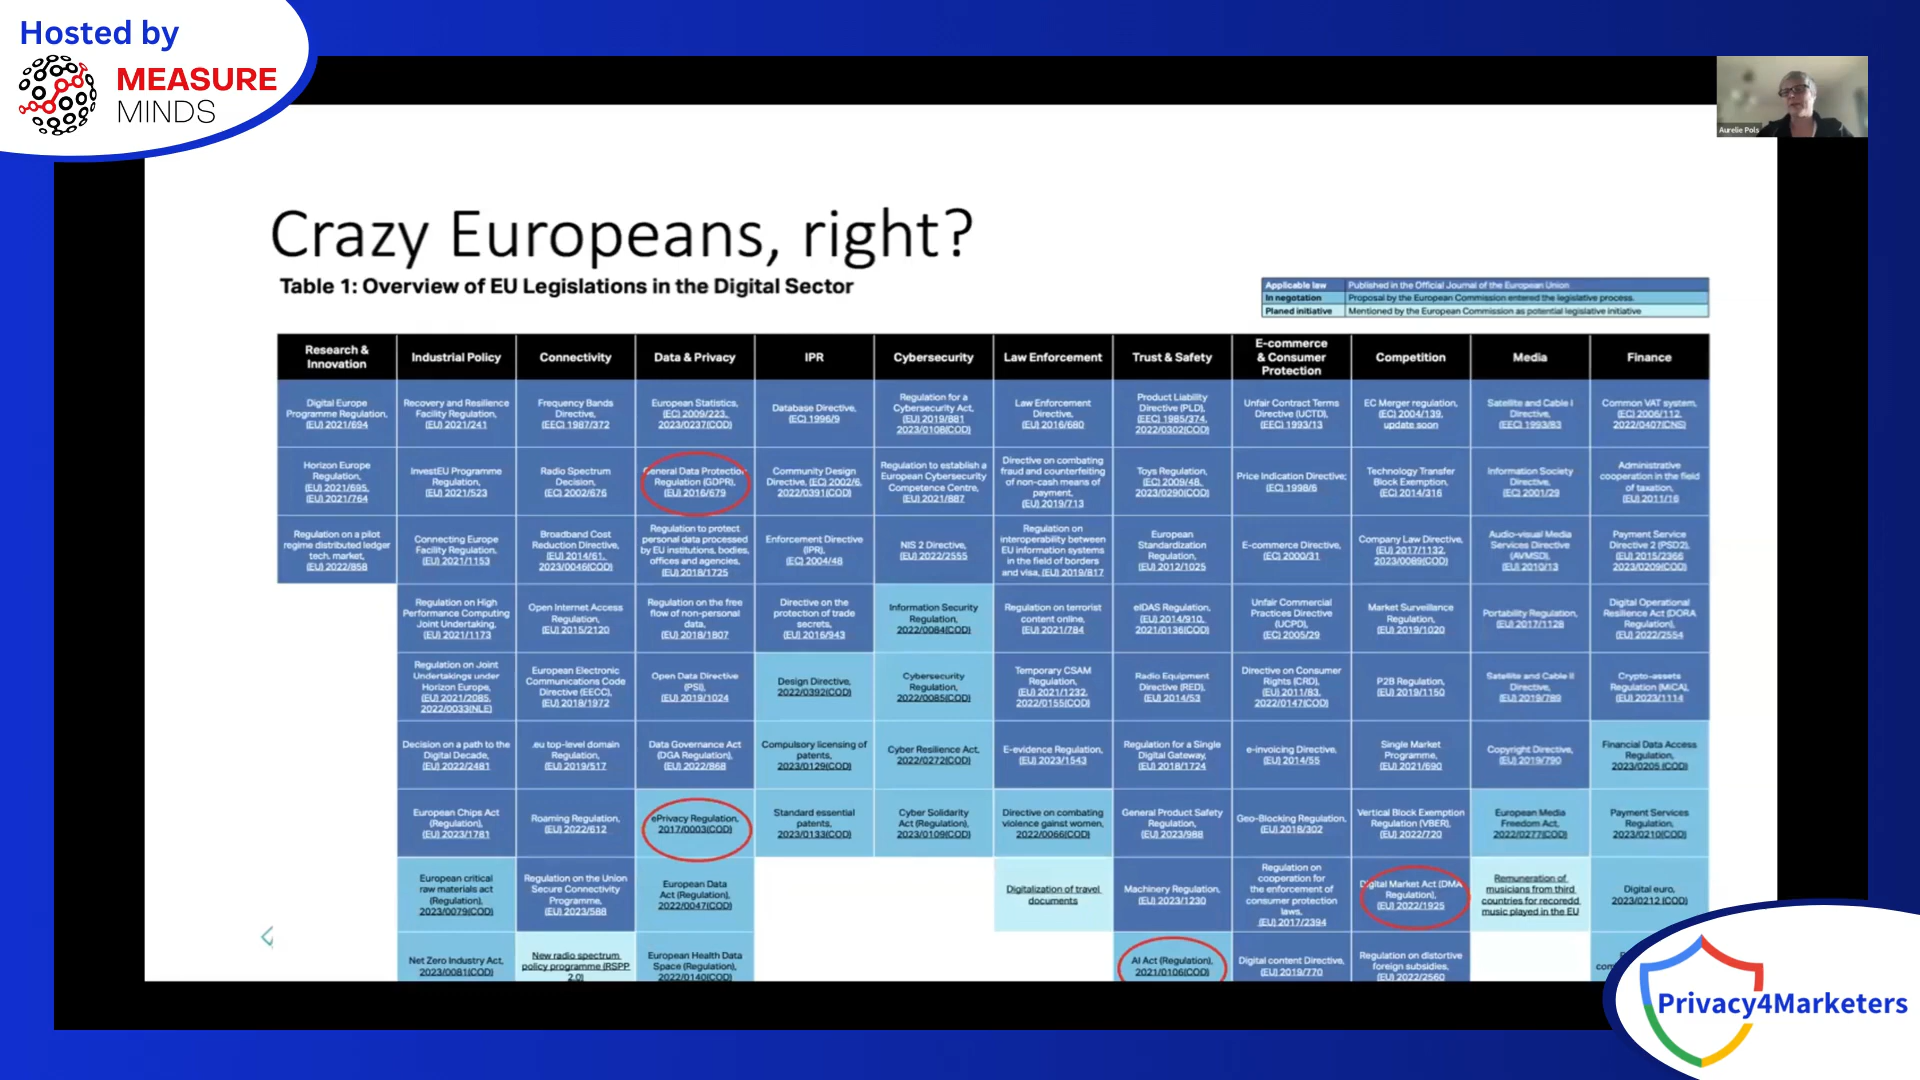 Hosted by
MEASURE
MINDS
Aurelie Pols
Crazy Europeans, right?
Table 1: Overview of EU Legislations in the Digital Sector
Applicable law Published in the Official Journal of the European Union
In negotation Proposal by the European Commission entered the legislative process.
Planed initiative Mentioned by the European Commission as potential legislative initiative
Research &
Innovation
Industrial Policy
Connectivity
Data & Privacy
IPR
Cybersecurity
Law Enforcement
Trust & Safety
E-commerce
& Consumer
Protection
Competition
Media
Finance
Digital Europe
Programme Regulation,
(EU) 2021/694
Recovery and Resilience
Facility Regulation,
(EU) 2021/241
Frequency Bands
Directive,
(EEC) 1987/372
European Statistics,
(EC) 2009/223,
2023/0237(COD)
Database Directive,
(EC) 1996/9
Regulation for a
Cybersecurity Act,
(EU) 2019/881
2023/0108(COD)
Law Enforcement
Directive,
(EU) 2016/680
Product Liability
Directive (PLD),
(EEC) 1985/374,
2022/0302(COD)
Unfair Contract Terms
Directive (UCTD),
(EEC) 1993/13
EC Merger regulation,
(EC) 2004/139,
update soon
Satellite and Cable I
Directive,
(EEC) 1993/83
Common VAT system,
(EC) 2006/112,
2022/0407(CNS)
Horizon Europe
Regulation,
(EU) 2021/695,
(EU) 2021/764
InvestEU Programme
Regulation,
(EU) 2021/523
Radio Spectrum
Decision,
(EC) 2002/676
General Data Protection
Regulation (GDPR),
(EU) 2016/679
Community Design
Directive, (EC) 2002/6,
2022/0391(COD)
Regulation to establish a
European Cybersecurity
Competence Centre,
(EU) 2021/887
Directive on combating
fraud and counterfeiting
of non-cash means of
payment,
(EU) 2019/713
Toys Regulation,
(EC) 2009/48,
2023/0290(COD)
Price Indication Directive;
(EC) 1998/6
Technology Transfer
Block Exemption,
(EC) 2014/316
Information Society
Directive,
(EC) 2001/29
Administrative
cooperation in the field
of taxation,
(EU) 2011/16
Regulation on a pilot
regime distributed ledger
tech. market,
(EU) 2022/858
Connecting Europe
Facility Regulation,
(EU) 2021/1153
Broadband Cost
Reduction Directive,
(EU) 2014/61,
2023/0046(COD)
Regulation to protect
personal data processed
by EU institutions, bodies,
offices and agencies,
(EU) 2018/1725
Enforcement Directive
(IPR),
(EC) 2004/48
NIS 2 Directive,
(EU) 2022/2555
Regulation on
interoperability between
EU information systems
in the field of borders
and visa, (EU) 2019/817
European
Standardization
Regulation,
(EU) 2012/1025
E-commerce Directive,
(EC) 2000/31
Company Law Directive,
(EU) 2017/1132,
2023/0089(COD)
Audio-visual Media
Services Directive
(AVMSD),
(EU) 2010/13
Payment Service
Directive 2 (PSD2),
(EU) 2015/2366
2023/0209(COD)
Regulation on High
Performance Computing
Joint Undertaking,
(EU) 2021/1173
Open Internet Access
Regulation,
(EU) 2015/2120
Regulation on the free
flow of non-personal
data,
(EU) 2018/1807
Directive on the
protection of trade
secrets,
(EU) 2016/943
Information Security
Regulation,
2022/0084(COD)
Regulation on terrorist
content online,
(EU) 2021/784
eIDAS Regulation,
(EU) 2014/910,
2021/0136(COD)
Unfair Commercial
Practices Directive
(UCPD),
(EC) 2005/29
Market Surveillance
Regulation,
(EU) 2019/1020
Portability Regulation,
(EU) 2017/1128
Digital Operational
Resilience Act (DORA
Regulation),
(EU) 2022/2554
Regulation on Joint
Undertakings under
Horizon Europe,
(EU) 2021/2085,
2022/0033(NLE)
European Electronic
Communications Code
Directive (EECC),
(EU) 2018/1972
Open Data Directive
(PSI),
(EU) 2019/1024
Design Directive,
2022/0392(COD)
Cybersecurity
Regulation,
2022/0085(COD)
Temporary CSAM
Regulation,
(EU) 2021/1232,
2022/0155(COD)
Radio Equipment
Directive (RED),
(EU) 2014/53
Directive on Consumer
Rights (CRD),
(EU) 2011/83,
2022/0147(COD)
P2B Regulation,
(EU) 2019/1150
Satellite and Cable II
Directive,
(EU) 2019/789
Crypto-assets
Regulation (MiCA),
(EU) 2023/1114
Decision on a path to the
Digital Decade,
(EU) 2022/2481
.eu top-level domain
Regulation,
(EU) 2019/517
Data Governance Act
(DGA Regulation),
(EU) 2022/868
Compulsory licensing of
patents,
2023/0129(COD)
Cyber Resilience Act,
2022/0272(COD)
E-evidence Regulation,
(EU) 2023/1543
Regulation for a Single
Digital Gateway,
(EU) 2018/1724
e-invoicing Directive,
(EU) 2014/55
Single Market
Programme,
(EU) 2021/690
Copyright Directive,
(EU) 2019/790
Financial Data Access
Regulation,
2023/0205 (COD)
European Chips Act
(Regulation),
(EU) 2023/1781
Roaming Regulation,
(EU) 2022/612
ePrivacy Regulation,
2017/0003(COD)
Standard essential
patents,
2023/0133(COD)
Cyber Solidarity
Act (Regulation),
2023/0109(COD)
Directive on combating
violence gainst women,
2022/0066(COD)
General Product Safety
Regulation,
(EU) 2023/988
Geo-Blocking Regulation,
(EU) 2018/302
Vertical Block Exemption
Regulation (VBER),
(EU) 2022/720
European Media
Freedom Act,
2022/0277(COD)
Payment Services
Regulation,
2023/0210(COD)
European critical
raw materials act
(Regulation),
2023/0079(COD)
Regulation on the Union
Secure Connectivity
Programme,
(EU) 2023/588
European Data
Act (Regulation),
2022/0047(COD)
Digitalization of travel
documents
Machinery Regulation,
(EU) 2023/1230
Regulation on
cooperation for
the enforcement of
consumer protection
laws,
(EU) 2017/2394
Digital Market Act (DMA
Regulation),
(EU) 2022/1925
Remuneration of
musicians from third
countries for recoredd
music played in the EU
Digital euro,
2023/0212 (COD)
Net Zero Industry Act,
2023/0081(COD)
New radio spectrum
policy programme (RSPP
2.0)
European Health Data
Space (Regulation),
2022/0140(COD)
AI Act (Regulation),
2021/0106(COD)
Digital content Directive,
(EU) 2019/770
Regulation on distortive
foreign subsidies,
(EU) 2022/2560
Privacy4Marketers